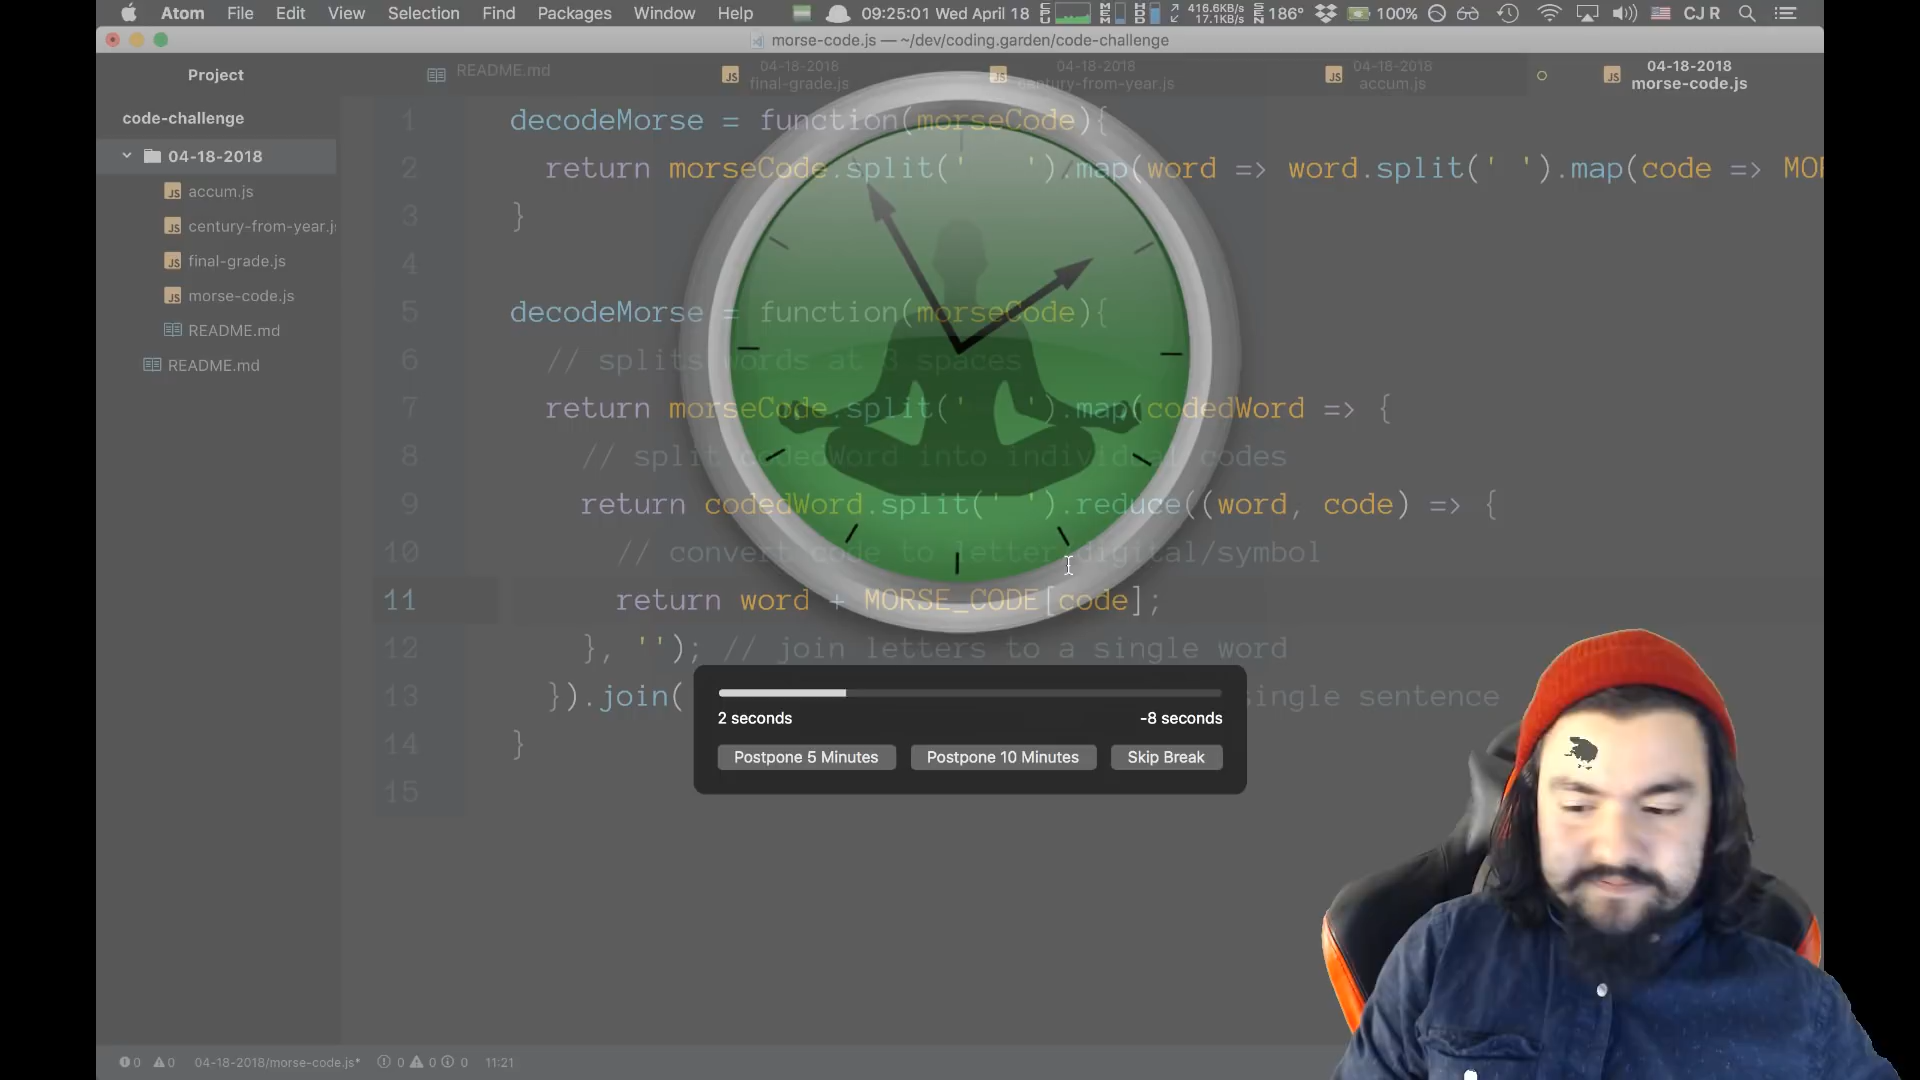 Atom File Edit View Selection Find Packages Window Help 09:25:01 Wed April 18 416.6KB/s 17.1KB/s 186° 100% CJ R
morse-code.js — ~/dev/coding.garden/code-challenge
Project
README.md
04-18-2018
final-grade.js
04-18-2018
century-from-year.js
04-18-2018
accum.js
04-18-2018
morse-code.js
code-challenge
04-18-2018
accum.js
century-from-year.j
final-grade.js
morse-code.js
README.md
README.md
1 decodeMorse = function(morseCode){
2 return morseCode.split('   ').map(word => word.split(' ').map(code => MOR
3 }
4
5 decodeMorse = function(morseCode){
6 // splits words at 3 spaces
7 return morseCode.split('   ').map(codedWord => {
8 // split codedWord into individual codes
9 return codedWord.split(' ').reduce((word, code) => {
10 // convert code to letter/digital/symbol
11 return word + MORSE_CODE[code];
12 }, ''); // join letters to a single word
13 }).join( single sentence
14 }
15
2 seconds -8 seconds
Postpone 5 Minutes Postpone 10 Minutes Skip Break
0 0 04-18-2018/morse-code.js* 0 0 0 11:21